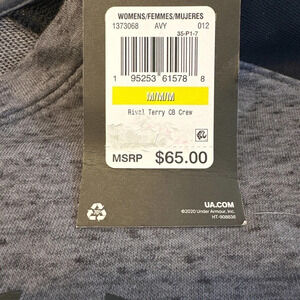 WOMENS/FEMMES/MUJERES
1373068 AVY 012
35-P1-7
1 95253 61578 8
M/M/M
Rival Terry CB Crew
MSRP $65.00
UA.COM
©2020 Under Armour, Inc.
HT-908838